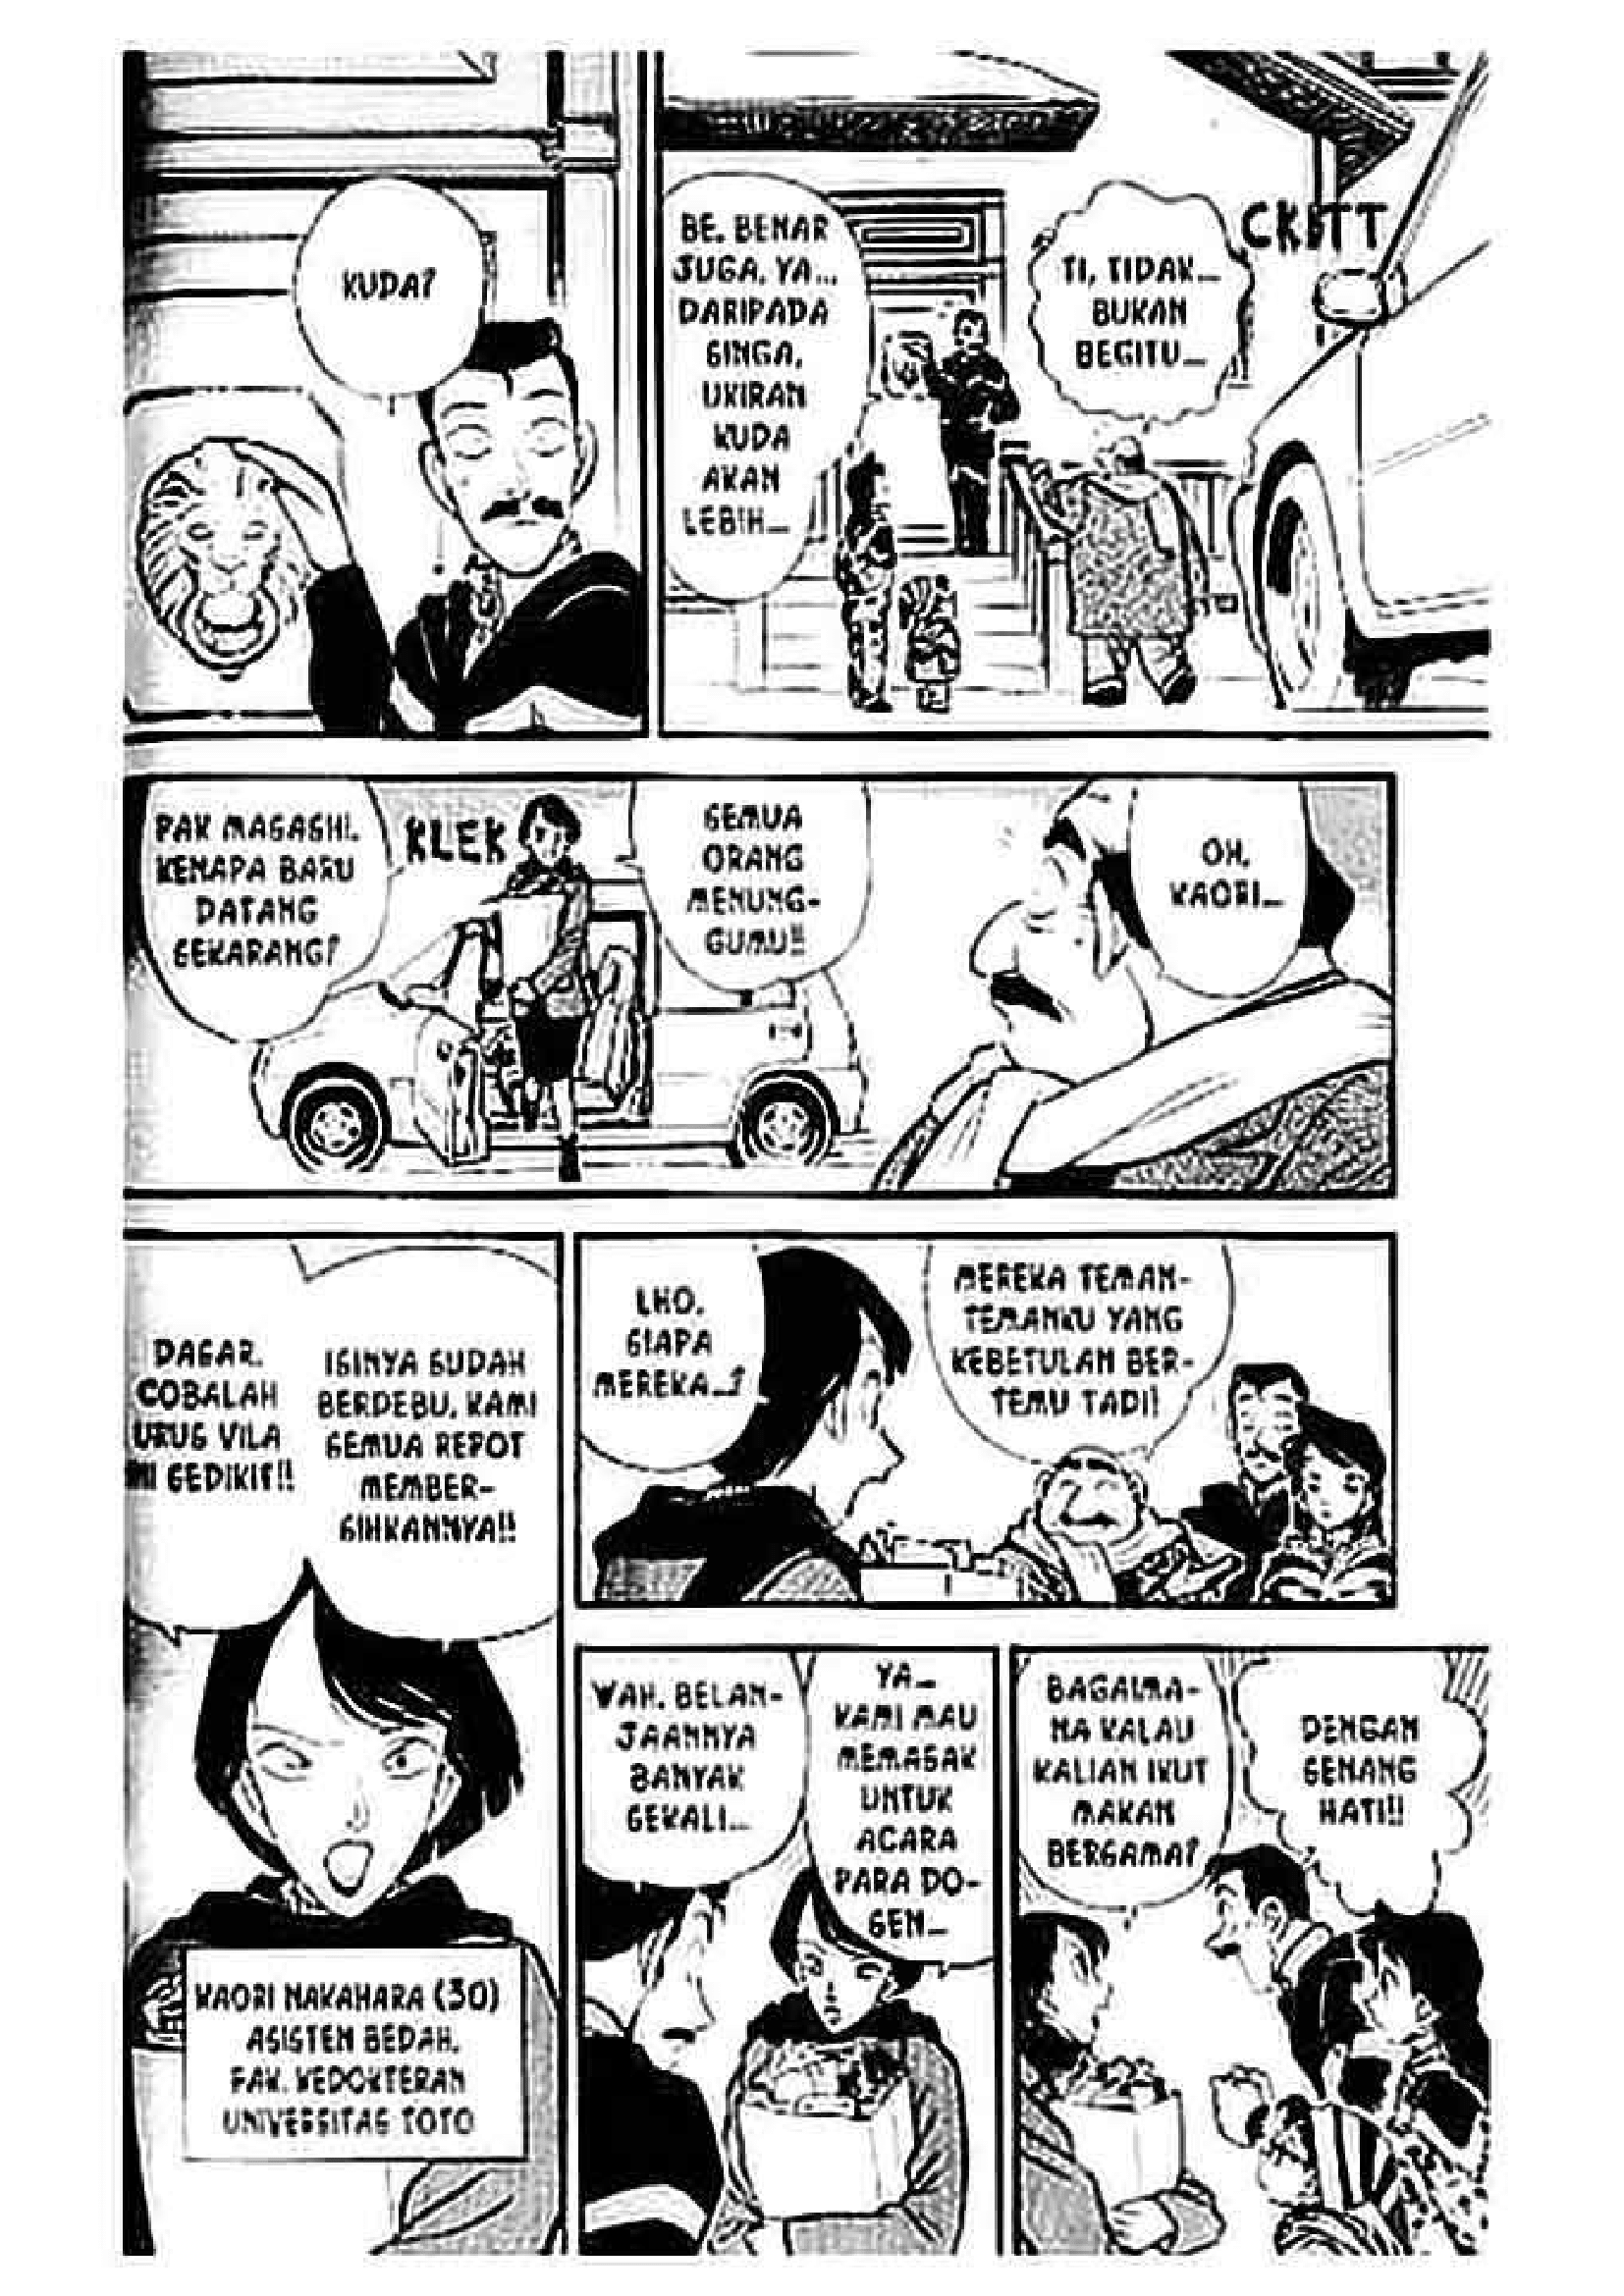 KUDA?
BE, BENAR
JUGA, YA...
DARIPADA
SINGA,
UKIRAN
KUDA
AKAN
LEBIH...
TI, TIDAK...
BUKAN
BEGITU...
CKITT
PAK MASASHI,
KENAPA BARU
DATANG
SEKARANG?
KLEK
SEMUA
ORANG
MENUNG-
GUMU!!
OH,
KAORI...
DASAR,
COBALAH
URUS VILA
INI SEDIKIT!!
ISINYA SUDAH
BERDEBU, KAMI
SEMUA REPOT
MEMBER-
SIHKANNYA!!
KAORI NAKAHARA (30)
ASISTEN BEDAH,
FAK. KEDOKTERAN
UNIVERSITAS TOTO
LHO,
SIAPA
MEREKA...?
MEREKA TEMAN-
TEMANKU YANG
KEBETULAN BER-
TEMU TADI!
WAH, BELAN-
JAANNYA
BANYAK
SEKALI...
YA...
KAMI MAU
MEMASAK
UNTUK
ACARA
PARA DO-
SEN...
BAGAIMA-
NA KALAU
KALIAN IKUT
MAKAN
BERSAMA?
DENGAN
SENANG
HATI!!